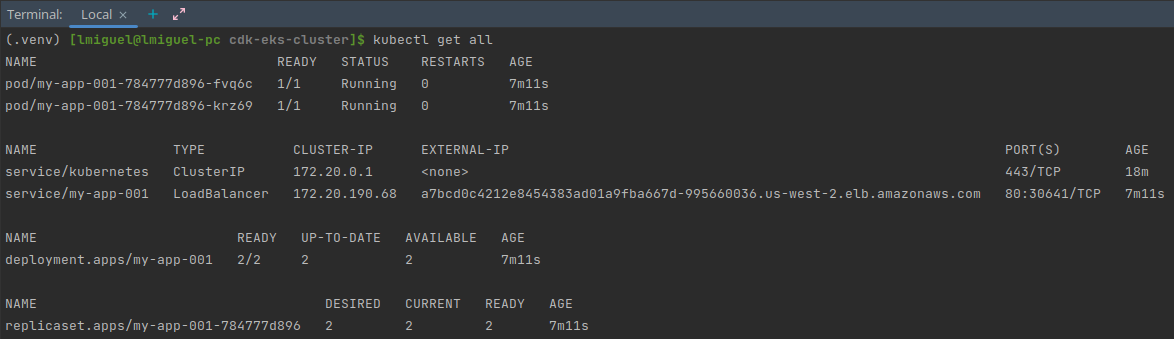 Terminal: Local × +
(.venv) [lmiguel@lmiguel-pc cdk-eks-cluster]$ kubectl get all
NAME READY STATUS RESTARTS AGE
pod/my-app-001-784777d896-fvq6c 1/1 Running 0 7m11s
pod/my-app-001-784777d896-krz69 1/1 Running 0 7m11s
NAME TYPE CLUSTER-IP EXTERNAL-IP PORT(S) AGE
service/kubernetes ClusterIP 172.20.0.1 <none> 443/TCP 18m
service/my-app-001 LoadBalancer 172.20.190.68 a7bcd0c4212e8454383ad01a9fba667d-995660036.us-west-2.elb.amazonaws.com 80:30641/TCP 7m11s
NAME READY UP-TO-DATE AVAILABLE AGE
deployment.apps/my-app-001 2/2 2 2 7m11s
NAME DESIRED CURRENT READY AGE
replicaset.apps/my-app-001-784777d896 2 2 2 7m11s